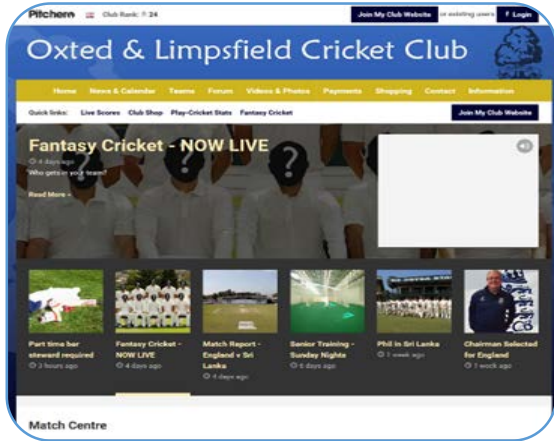 Pitchero Club Rank: 24 Join My Club Website or existing users Login
Oxted & Limpsfield Cricket Club
Home News & Calendar Teams Forum Videos & Photos Payments Shopping Contact Information
Quick links: Live Scores Club Shop Play-Cricket Stats Fantasy Cricket Join My Club Website
Fantasy Cricket - NOW LIVE
4 days ago
Who gets in your team?
Read More »
Part time bar
steward required
3 hours ago
Fantasy Cricket -
NOW LIVE
4 days ago
Match Report -
England v Sri
Lanka
4 days ago
Senior Training -
Sunday Nights
6 days ago
Phil in Sri Lanka
1 week ago
Chairman Selected
for England
1 week ago
Match Centre